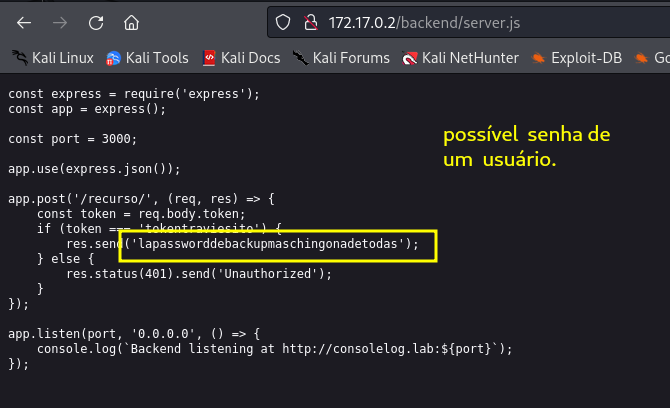 172.17.0.2/backend/server.js
Kali Linux Kali Tools Kali Docs Kali Forums Kali NetHunter Exploit-DB
const express = require('express');
const app = express();
const port = 3000;
possível senha de
um usuário.
app.use(express.json());
app.post('/recurso/', (req, res) => {
const token = req.body.token;
if (token === 'tokentraviesito') {
res.send('lapassworddebackupmaschingonadetodas');
} else {
res.status(401).send('Unauthorized');
}
});
app.listen(port, '0.0.0.0', () => {
console.log(`Backend listening at http://consolelog.lab:${port}`);
});